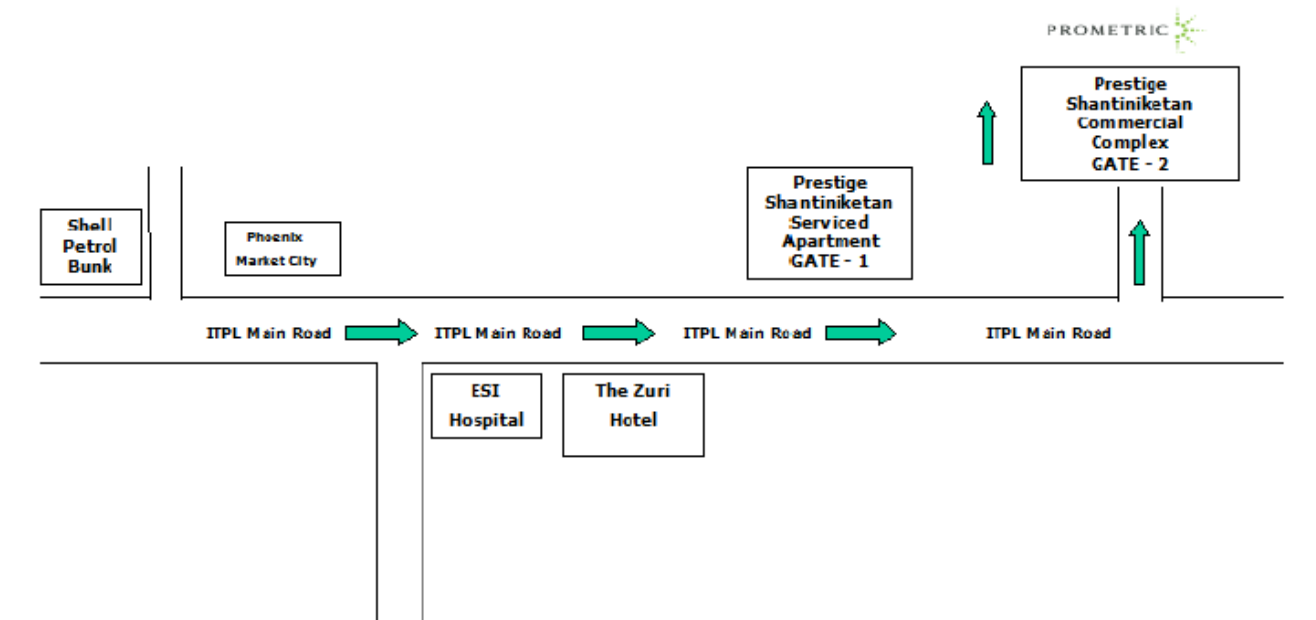 PROMETRIC
Prestige
Shantiniketan
Commercial
Complex
GATE - 2
Prestige
Shantiniketan
Serviced
Apartment
GATE - 1
Shell
Petrol
Bunk
Phoenix
Market City
ITPL Main Road
ITPL Main Road
ITPL Main Road
ITPL Main Road
ESI
Hospital
The Zuri
Hotel